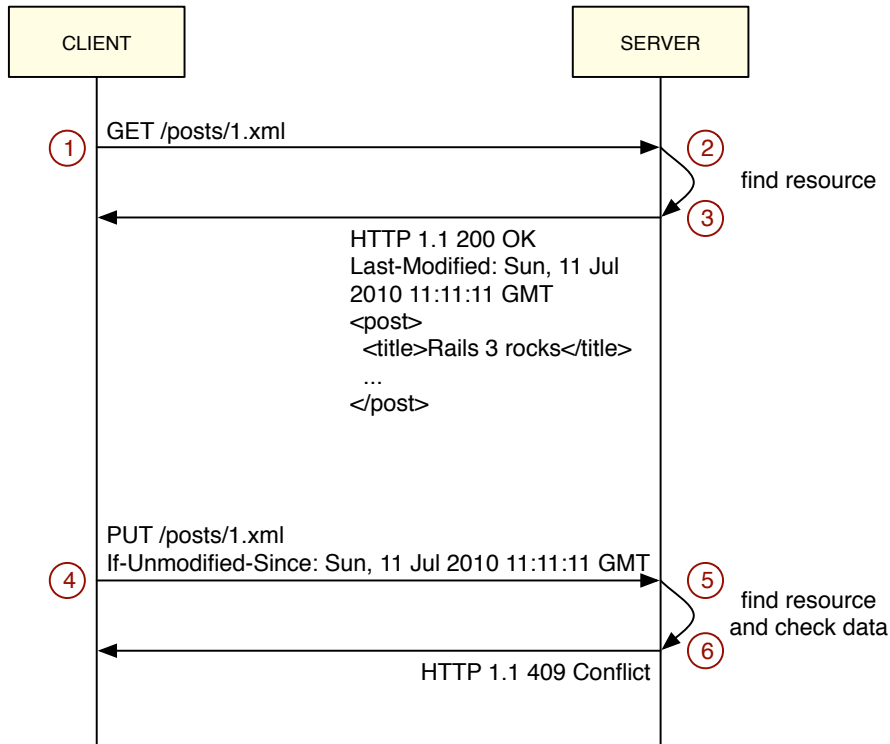 CLIENT
SERVER
GET /posts/1.xml
1
2
find resource
3
HTTP 1.1 200 OK
Last-Modified: Sun, 11 Jul
2010 11:11:11 GMT
<post>
<title>Rails 3 rocks</title>
...
</post>
PUT /posts/1.xml
If-Unmodified-Since: Sun, 11 Jul 2010 11:11:11 GMT
4
5
find resource
and check data
6
HTTP 1.1 409 Conflict